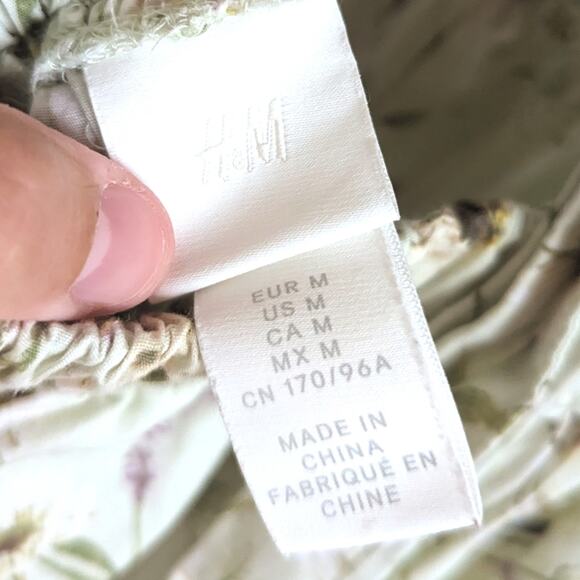 H&M
EUR M
US M
CA M
MX M
CN 170/96A
MADE IN
CHINA
FABRIQUÉ EN
CHINE